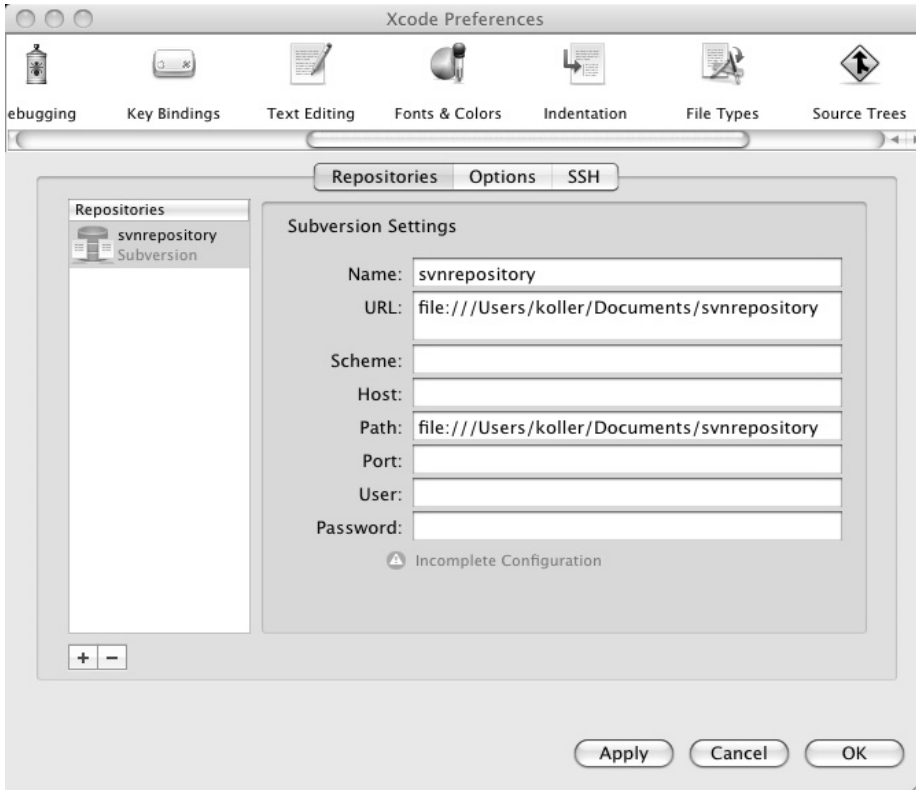 Xcode Preferences
ebugging Key Bindings Text Editing Fonts & Colors Indentation File Types Source Trees
Repositories Options SSH
Repositories
svnrepository
Subversion
Subversion Settings
Name: svnrepository
URL: file:///Users/koller/Documents/svnrepository
Scheme:
Host:
Path: file:///Users/koller/Documents/svnrepository
Port:
User:
Password:
Incomplete Configuration
+ −
Apply Cancel OK